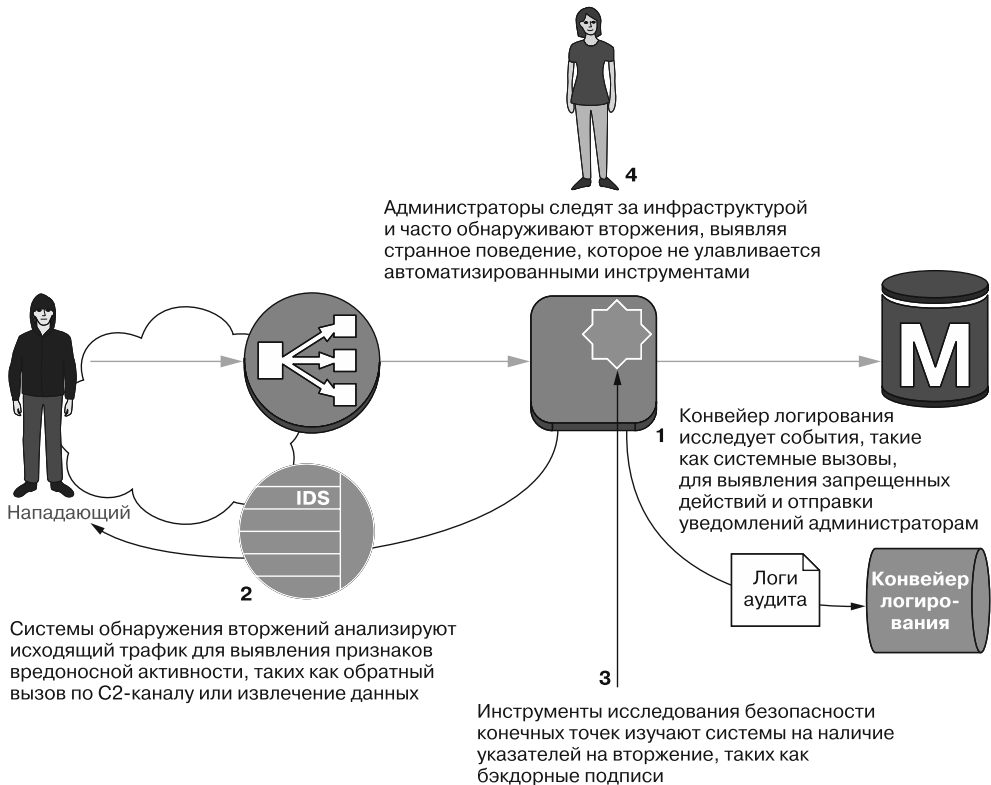 4
Администраторы следят за инфраструктурой
и часто обнаруживают вторжения, выявляя
странное поведение, которое не улавливается
автоматизированными инструментами
M
Нападающий
1
Конвейер логирования
исследует события, такие
как системные вызовы,
для выявления запрещенных
действий и отправки
уведомлений администраторам
IDS
2
Системы обнаружения вторжений анализируют
исходящий трафик для выявления признаков
вредоносной активности, таких как обратный
вызов по C2-каналу или извлечение данных
Логи
аудита
Конвейер
логиро-
вания
3
Инструменты исследования безопасности
конечных точек изучают системы на наличие
указателей на вторжение, таких как
бэкдорные подписи